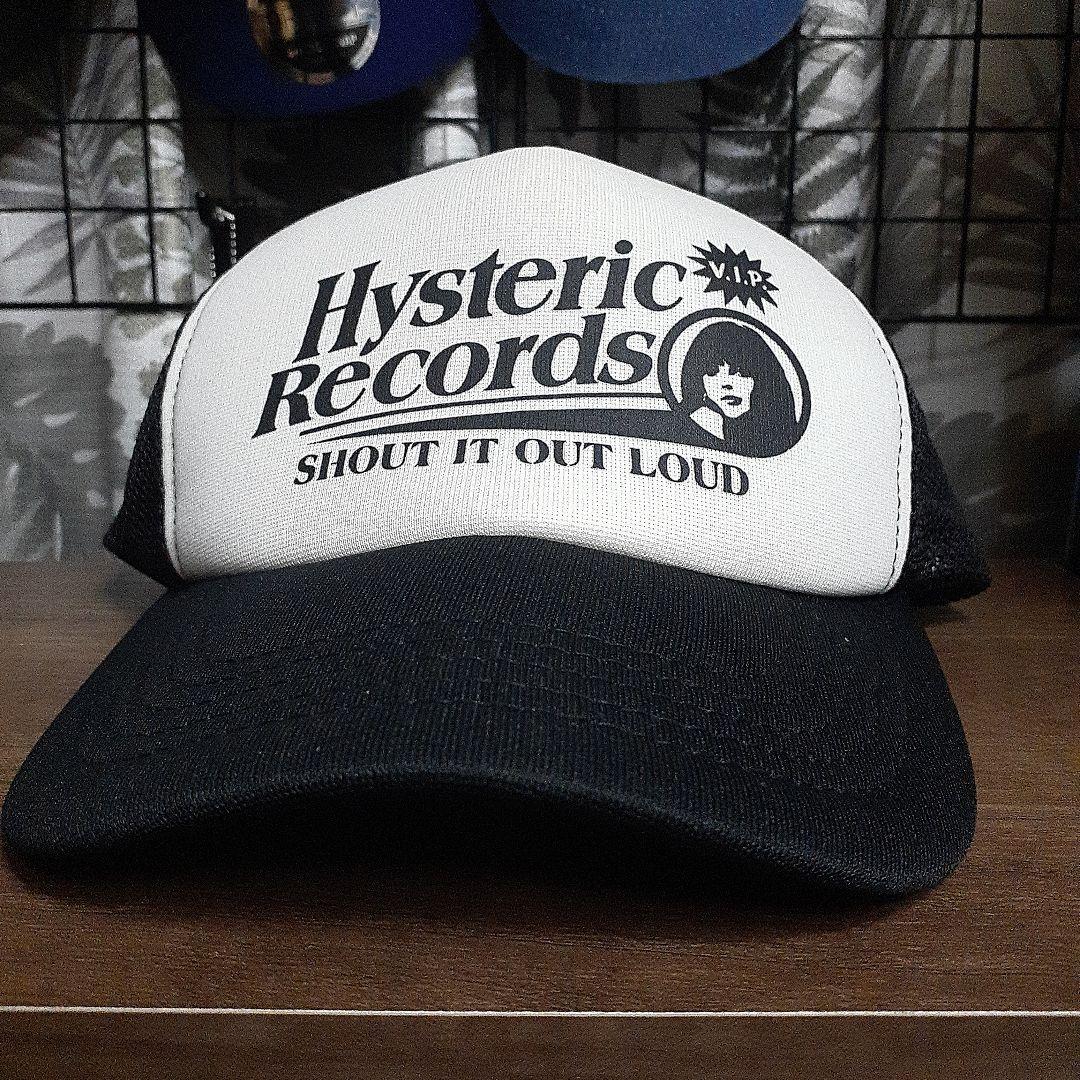 Hysteric
V.I.P.
Records
SHOUT IT OUT LOUD